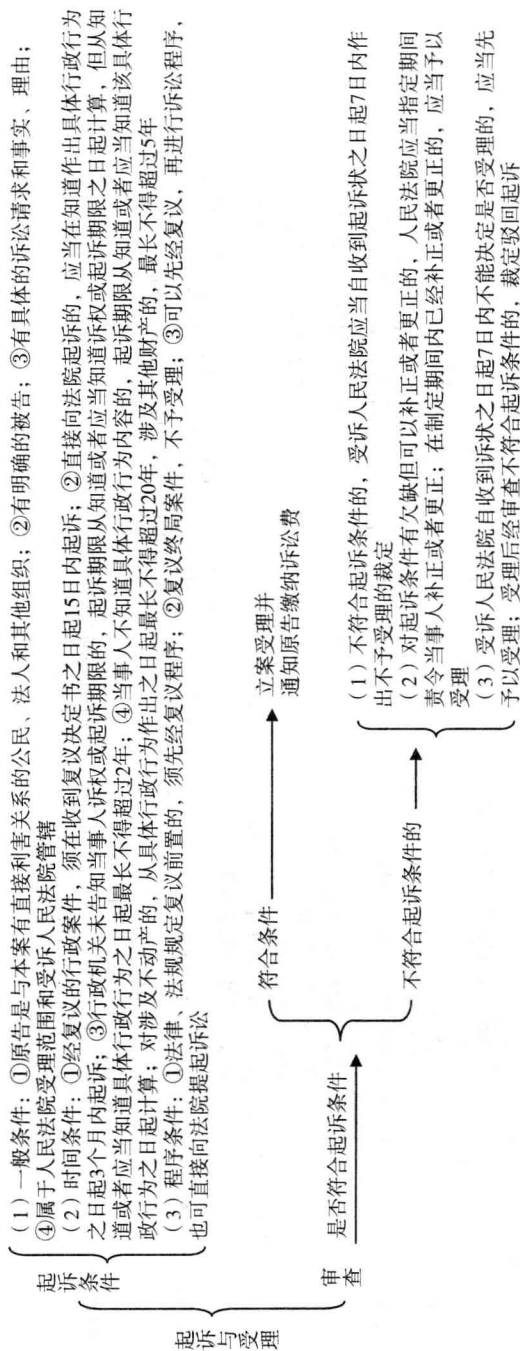 起诉与受理
起诉条件
（1）一般条件：①原告是与本案有直接利害关系的公民、法人和其他组织；②有明确的被告；③有具体的诉讼请求和事实、理由；
④属于人民法院受理范围和受诉人民法院管辖
（2）时间条件：①经复议的行政案件，须在收到复议决定书之日起15日内起诉；②直接向法院起诉的，应当在知道作出具体行政行为
之日起3个月内起诉；③行政机关未告知当事人诉权或起诉期限的，起诉期限从知道或者应当知道诉权或起诉期限之日起计算，但从知
道或者应当知道具体行政行为之日起最长不得超过2年；④当事人不知道具体行政行为内容的，起诉期限从知道或者应当知道该具体行
政行为之日起计算；对涉及不动产的，从具体行政行为作出之日起最长不得超过20年，涉及其他财产的，最长不得超过5年
（3）程序条件：①法律、法规规定复议前置的，须先经复议程序；②复议终局案件，不予受理；③可以先经复议，再进行诉讼程序，
也可直接向法院提起诉讼
审查
是否符合起诉条件
符合条件
立案受理并
通知原告缴纳诉讼费
不符合起诉条件的
（1）不符合起诉条件的，受诉人民法院应当自收到起诉状之日起7日内作
出不予受理的裁定
（2）对起诉条件有欠缺但可以补正或者更正的，人民法院应当指定期间
责令当事人补正或者更正；在制定期间内已经补正或者更正的，应当予以
受理
（3）受诉人民法院自收到诉状之日起7日内不能决定是否受理的，应当先
予以受理；受理后经审查不符合起诉条件的，裁定驳回起诉